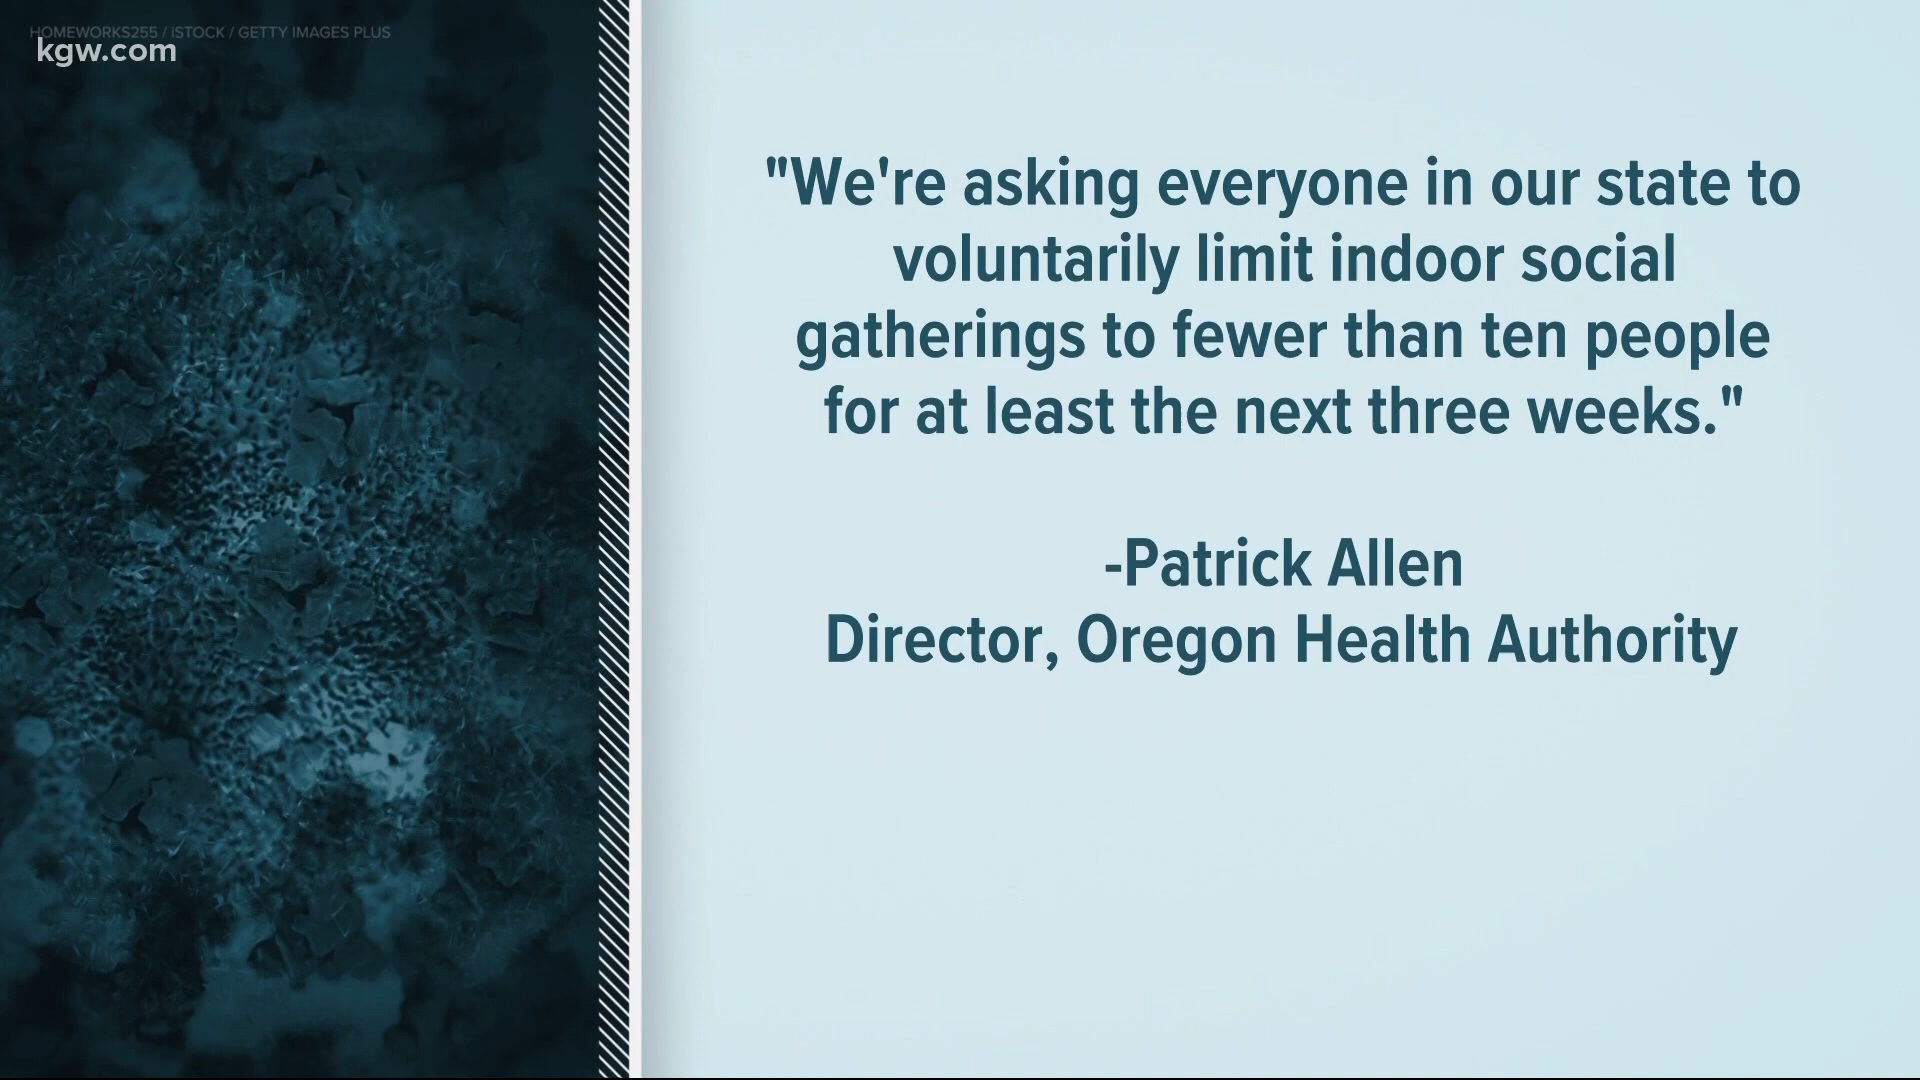 HOMEWORKS255 / iSTOCK / GETTY IMAGES PLUS
kgw.com
"We're asking everyone in our state to
voluntarily limit indoor social
gatherings to fewer than ten people
for at least the next three weeks."
-Patrick Allen
Director, Oregon Health Authority